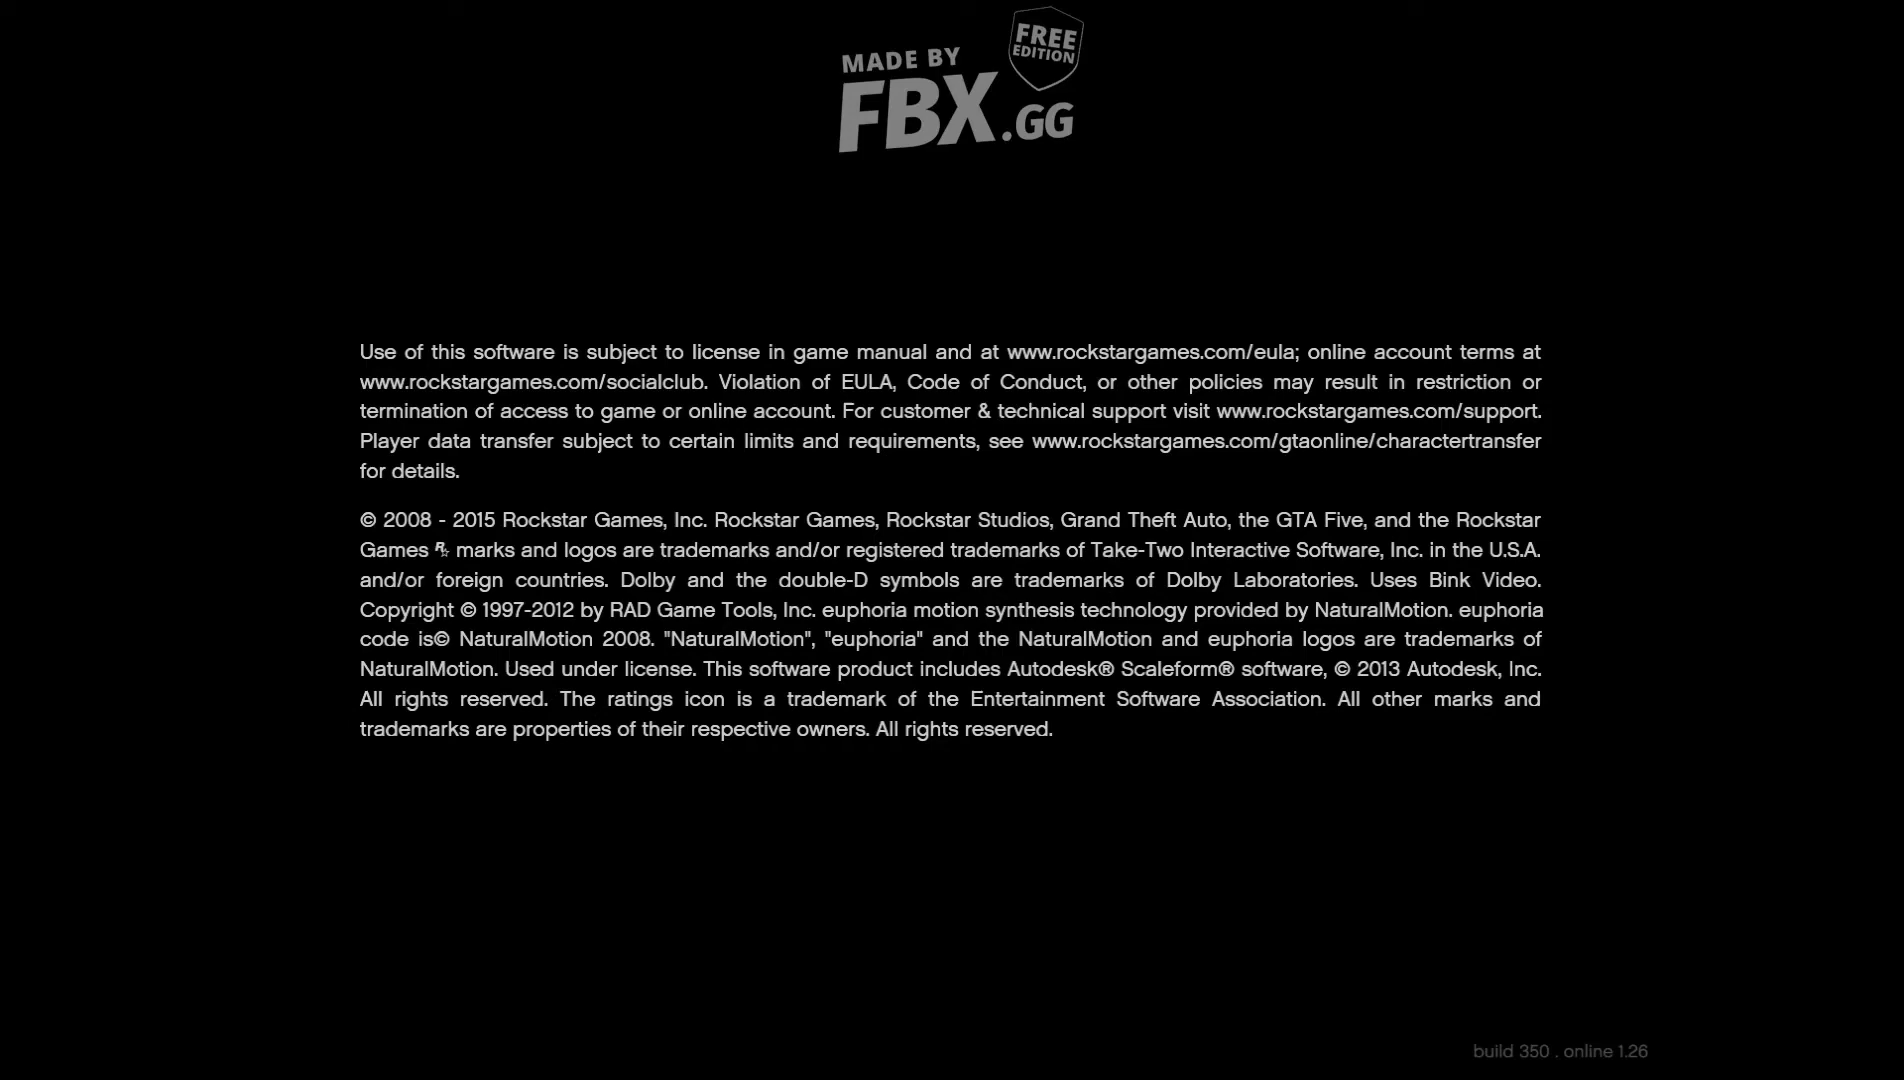 FREE
EDITION
MADE BY
FBX.GG
Use of this software is subject to license in game manual and at www.rockstargames.com/eula; online account terms at
www.rockstargames.com/socialclub. Violation of EULA, Code of Conduct, or other policies may result in restriction or
termination of access to game or online account. For customer & technical support visit www.rockstargames.com/support.
Player data transfer subject to certain limits and requirements, see www.rockstargames.com/gtaonline/charactertransfer
for details.
© 2008 - 2015 Rockstar Games, Inc. Rockstar Games, Rockstar Studios, Grand Theft Auto, the GTA Five, and the Rockstar
Games R* marks and logos are trademarks and/or registered trademarks of Take-Two Interactive Software, Inc. in the U.S.A.
and/or foreign countries. Dolby and the double-D symbols are trademarks of Dolby Laboratories. Uses Bink Video.
Copyright © 1997-2012 by RAD Game Tools, Inc. euphoria motion synthesis technology provided by NaturalMotion. euphoria
code is© NaturalMotion 2008. "NaturalMotion", "euphoria" and the NaturalMotion and euphoria logos are trademarks of
NaturalMotion. Used under license. This software product includes Autodesk® Scaleform® software, © 2013 Autodesk, Inc.
All rights reserved. The ratings icon is a trademark of the Entertainment Software Association. All other marks and
trademarks are properties of their respective owners. All rights reserved.
build 350 . online 1.26